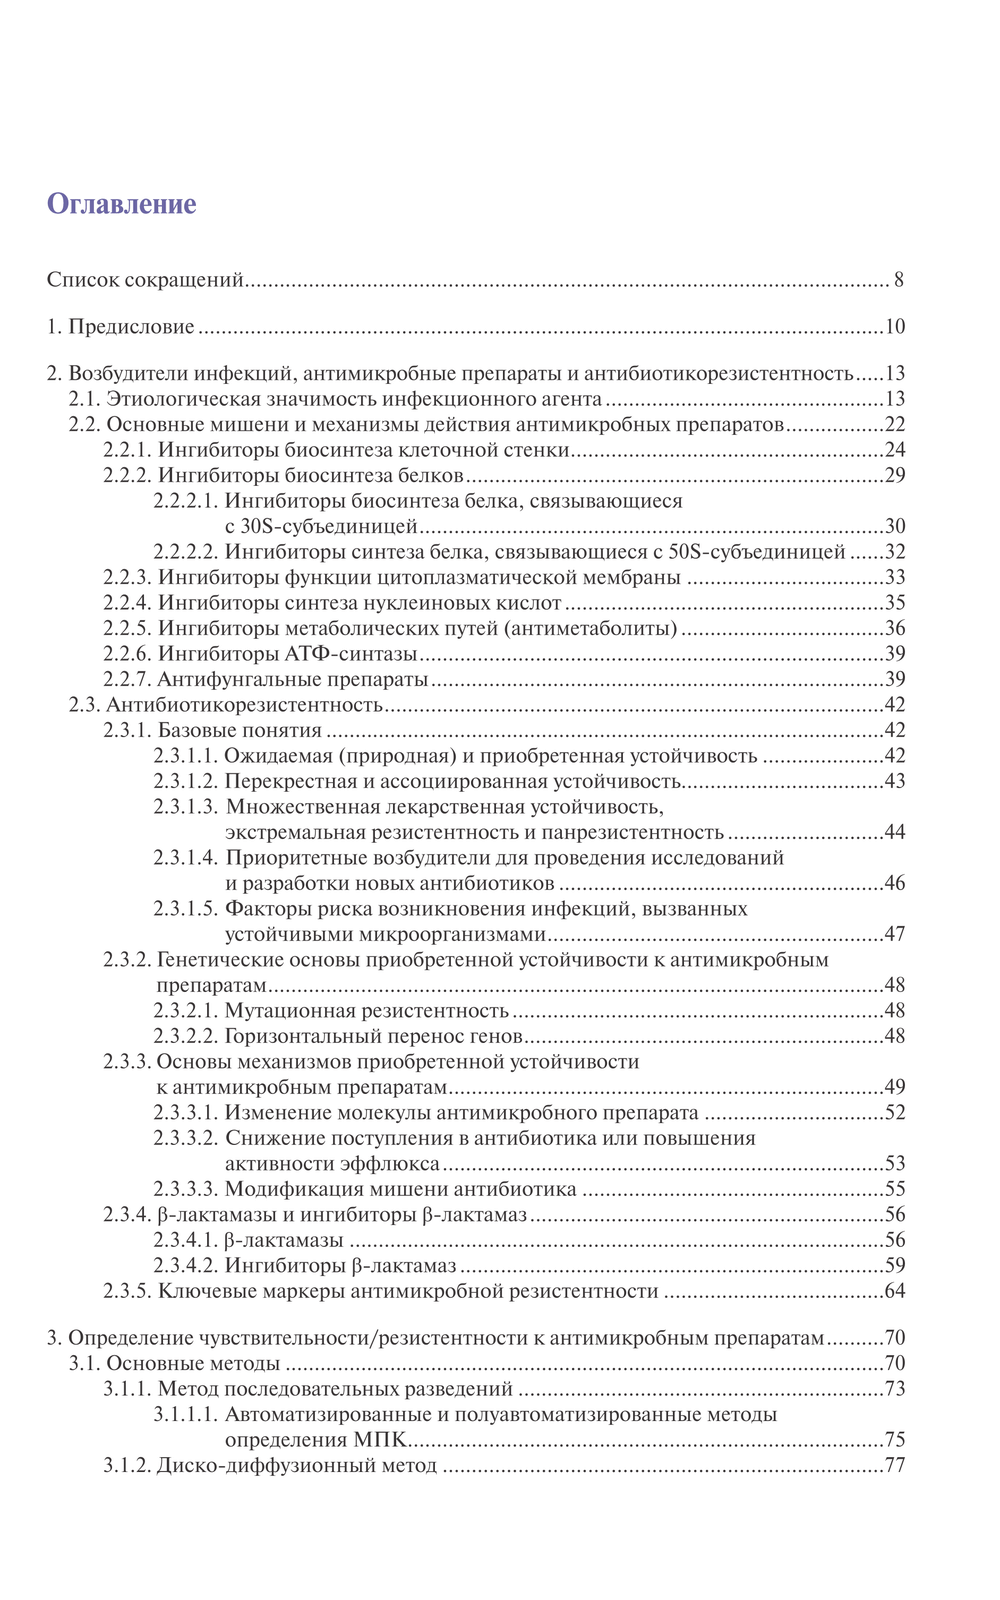 Оглавление
Список сокращений.................................................................................................................. 8
1. Предисловие .........................................................................................................................10
2. Возбудители инфекций, антимикробные препараты и антибиотикорезистентность.....13
2.1. Этиологическая значимость инфекционного агента .................................................13
2.2. Основные мишени и механизмы действия антимикробных препаратов.................22
2.2.1. Ингибиторы биосинтеза клеточной стенки.......................................................24
2.2.2. Ингибиторы биосинтеза белков..........................................................................29
2.2.2.1. Ингибиторы биосинтеза белка, связывающиеся
с 30S-субъединицей...................................................................................30
2.2.2.2. Ингибиторы синтеза белка, связывающиеся с 50S-субъединицей ......32
2.2.3. Ингибиторы функции цитоплазматической мембраны ...................................33
2.2.4. Ингибиторы синтеза нуклеиновых кислот ........................................................35
2.2.5. Ингибиторы метаболических путей (антиметаболиты) ....................................36
2.2.6. Ингибиторы АТФ-синтазы..................................................................................39
2.2.7. Антифунгальные препараты ................................................................................39
2.3. Антибиотикорезистентность........................................................................................42
2.3.1. Базовые понятия ..................................................................................................42
2.3.1.1. Ожидаемая (природная) и приобретенная устойчивость .....................42
2.3.1.2. Перекрестная и ассоциированная устойчивость....................................43
2.3.1.3. Множественная лекарственная устойчивость,
экстремальная резистентность и панрезистентность ............................44
2.3.1.4. Приоритетные возбудители для проведения исследований
и разработки новых антибиотиков ..........................................................46
2.3.1.5. Факторы риска возникновения инфекций, вызванных
устойчивыми микроорганизмами............................................................47
2.3.2. Генетические основы приобретенной устойчивости к антимикробным
препаратам............................................................................................................48
2.3.2.1. Мутационная резистентность ..................................................................48
2.3.2.2. Горизонтальный перенос генов................................................................48
2.3.3. Основы механизмов приобретенной устойчивости
к антимикробным препаратам.............................................................................49
2.3.3.1. Изменение молекулы антимикробного препарата ................................52
2.3.3.2. Снижение поступления в антибиотика или повышения
активности эффлюкса...............................................................................53
2.3.3.3. Модификация мишени антибиотика ......................................................55
2.3.4. β-лактамазы и ингибиторы β-лактамаз ..............................................................56
2.3.4.1. β-лактамазы ..............................................................................................56
2.3.4.2. Ингибиторы β-лактамаз ...........................................................................59
2.3.5. Ключевые маркеры антимикробной резистентности .......................................64
3. Определение чувствительности/резистентности к антимикробным препаратам..........70
3.1. Основные методы .........................................................................................................70
3.1.1. Метод последовательных разведений ................................................................73
3.1.1.1. Автоматизированные и полуавтоматизированные методы
определения МПК.....................................................................................75
3.1.2. Диско-диффузионный метод ..............................................................................77